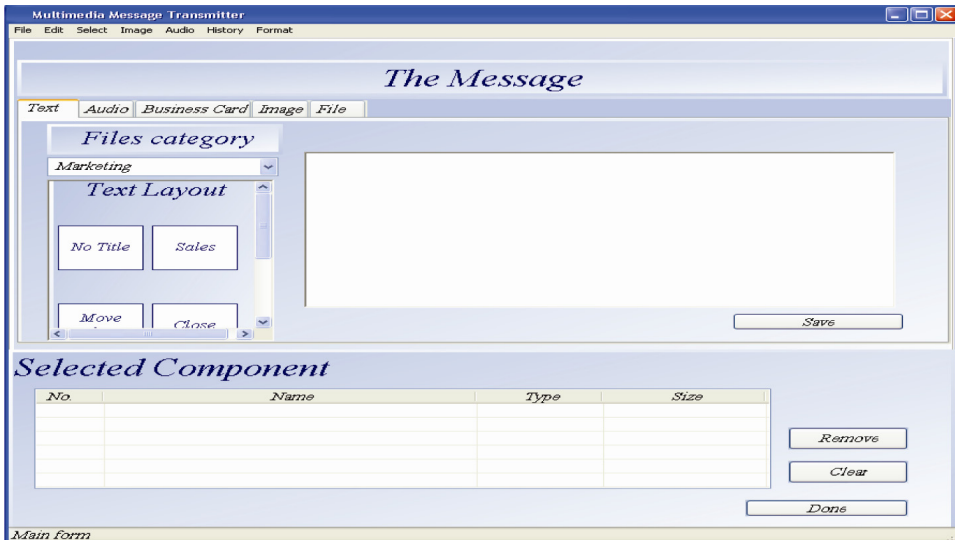 Multimedia Message Transmitter
File Edit Select Image Audio History Format
The Message
Text Audio Business Card Image File
Files category
Marketing
Text Layout
No Title Sales
Move
Close
Save
Selected Component
No. Name Type Size
Remove
Clear
Done
Main form